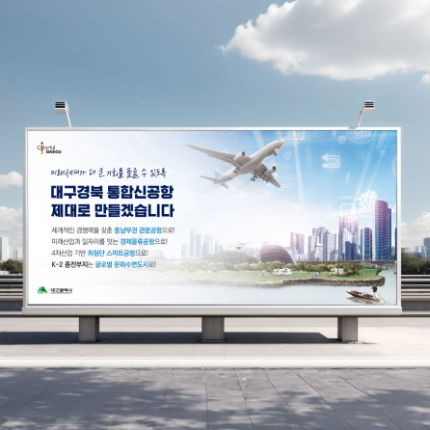 Colorful
DAEGU
미래세대가 더 큰 기회를 품을 수 있도록
대구경북 통합신공항
제대로 만들겠습니다
세계적인 경쟁력을 갖춘 중남부권 관문공항으로!
미래산업과 일자리를 잇는 경제물류공항으로!
4차산업 기반 최첨단 스마트공항으로!
K-2 종전부지는 글로벌 문화수변도시로!
대구광역시